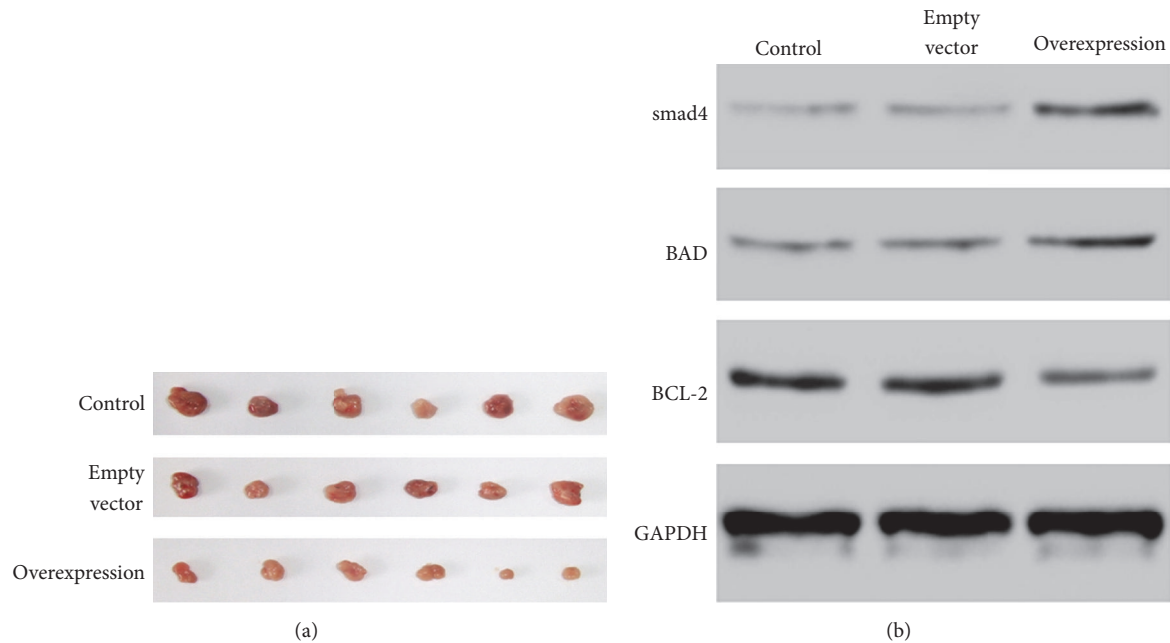 Control
Empty
vector
Overexpression
(a)
Control
Empty
vector
Overexpression
smad4
BAD
BCL-2
GAPDH
(b)